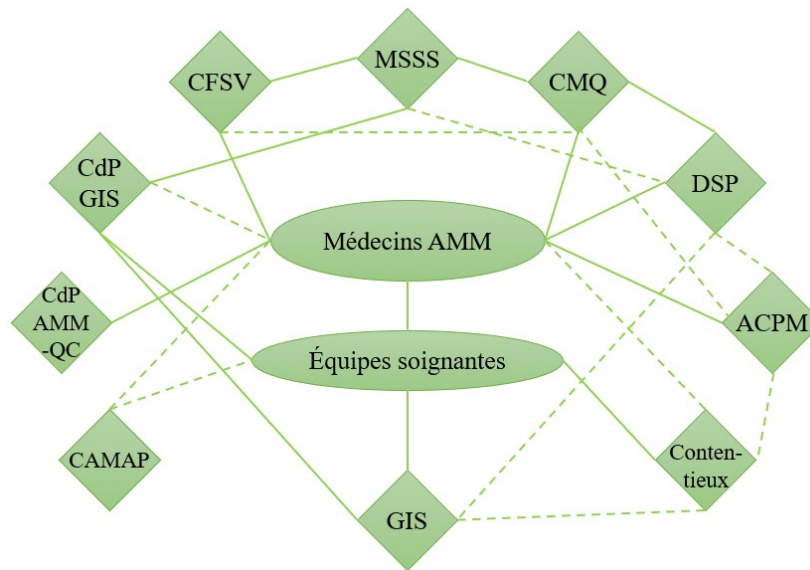 MSSS
CFSV
CMQ
CdP
GIS
DSP
Médecins AMM
CdP
AMM
-QC
ACPM
Équipes soignantes
CAMAP
Conten-
tieux
GIS